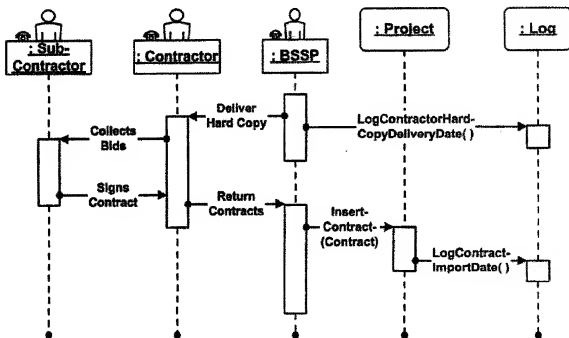 : Sub-
Contractor
: Contractor
: BSSP
: Project
: Log
Deliver
Hard Copy
LogContractorHard-
CopyDeliveryDate( )
Collects
Bids
Signs
Contract
Return
Contracts
Insert-
Contract-
(Contract)
LogContract-
ImportDate( )